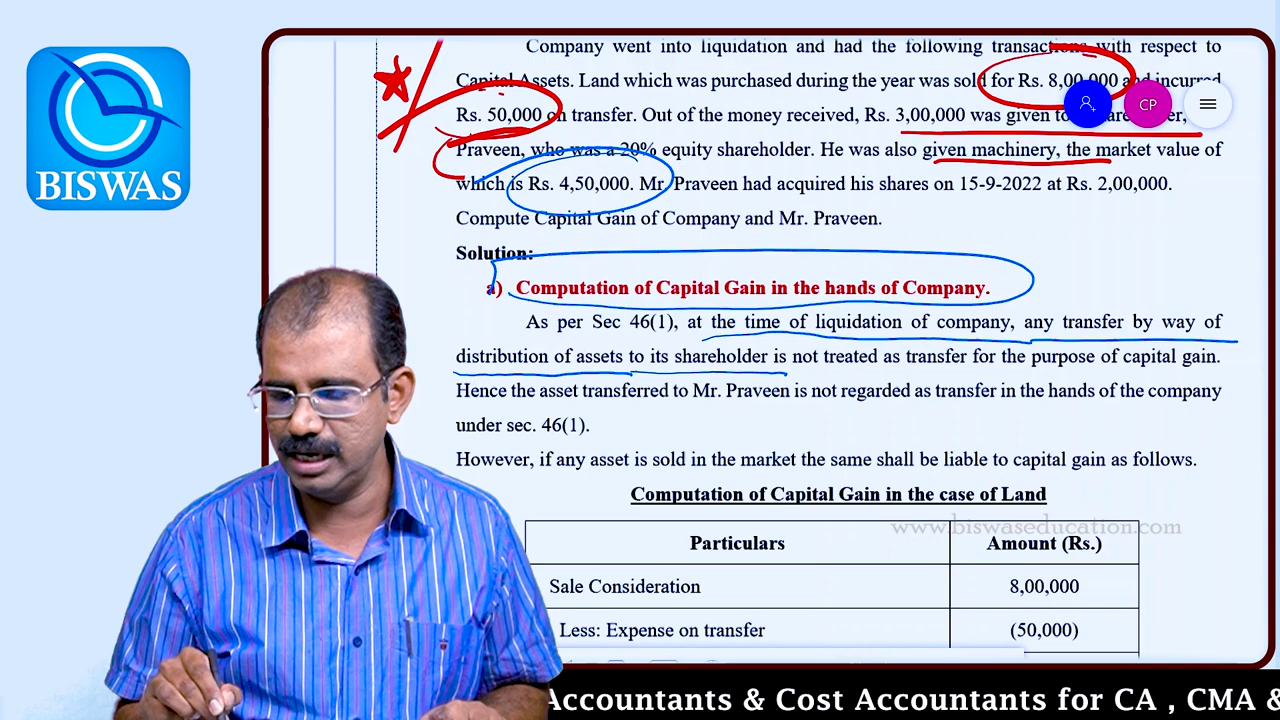 BISWAS
Company went into liquidation and had the following transactions with respect to
Capital Assets. Land which was purchased during the year was sold for Rs. 8,00,000 and incurred
Rs. 50,000 on transfer. Out of the money received, Rs. 3,00,000 was given to
Praveen, who was a 20% equity shareholder. He was also given machinery, the market value of
which is Rs. 4,50,000. Mr. Praveen had acquired his shares on 15-9-2022 at Rs. 2,00,000.
Compute Capital Gain of Company and Mr. Praveen.
CP
Solution:
a) Computation of Capital Gain in the hands of Company.
As per Sec 46(1), at the time of liquidation of company, any transfer by way of
distribution of assets to its shareholder is not treated as transfer for the purpose of capital gain.
Hence the asset transferred to Mr. Praveen is not regarded as transfer in the hands of the company
under sec. 46(1).
However, if any asset is sold in the market the same shall be liable to capital gain as follows.
Computation of Capital Gain in the case of Land
www.biswaseducation.com
Particulars Amount (Rs.)
Sale Consideration 8,00,000
Less: Expense on transfer (50,000)
Accountants & Cost Accountants for CA , CMA &